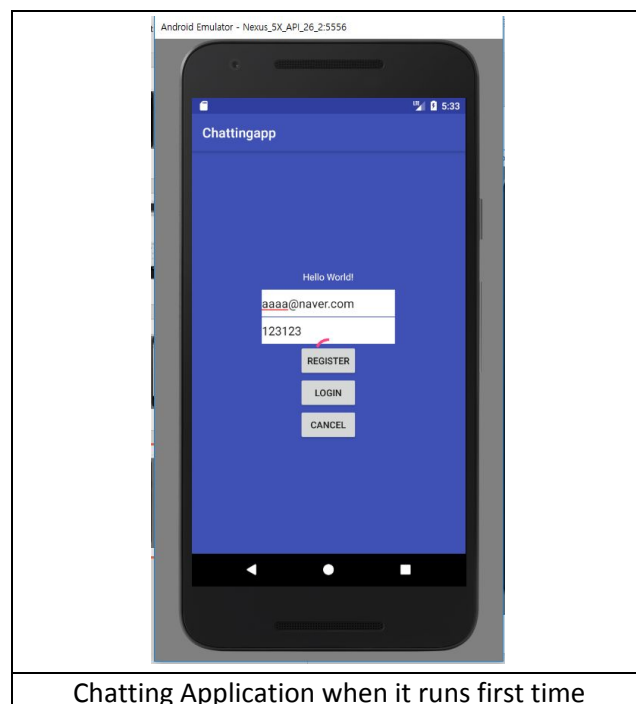 Android Emulator - Nexus_5X_API_26_2:5556
5:33
Chattingapp
Hello World!
aaaa@naver.com
123123
REGISTER
LOGIN
CANCEL
Chatting Application when it runs first time